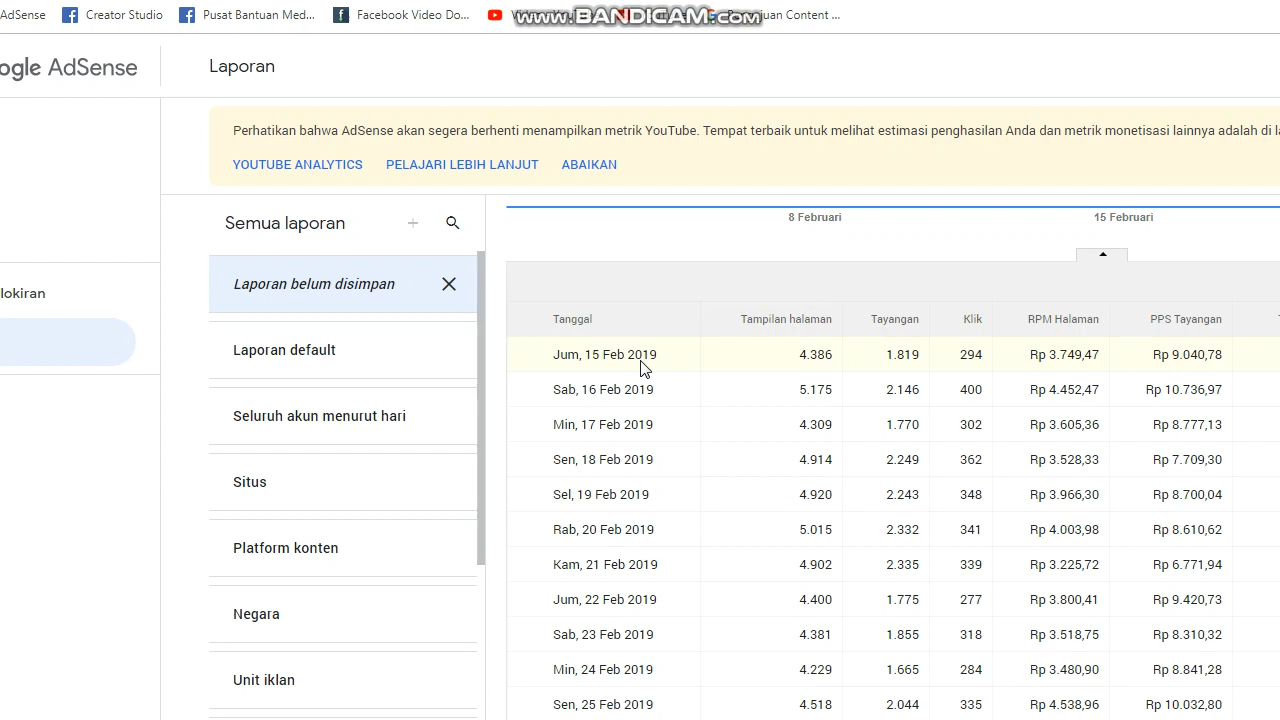 AdSense Creator Studio Pusat Bantuan Med... Facebook Video Do... www.BANDICAM.com Content ...
ogle AdSense
Laporan
Perhatikan bahwa AdSense akan segera berhenti menampilkan metrik YouTube. Tempat terbaik untuk melihat estimasi penghasilan Anda dan metrik monetisasi lainnya adalah di
YOUTUBE ANALYTICS PELAJARI LEBIH LANJUT ABAIKAN
lokiran
Semua laporan
Laporan belum disimpan
Laporan default
Seluruh akun menurut hari
Situs
Platform konten
Negara
Unit iklan
8 Februari 15 Februari
Tanggal Tampilan halaman Tayangan Klik RPM Halaman PPS Tayangan
Jum, 15 Feb 2019 4.386 1.819 294 Rp 3.749,47 Rp 9.040,78
Sab, 16 Feb 2019 5.175 2.146 400 Rp 4.452,47 Rp 10.736,97
Min, 17 Feb 2019 4.309 1.770 302 Rp 3.605,36 Rp 8.777,13
Sen, 18 Feb 2019 4.914 2.249 362 Rp 3.528,33 Rp 7.709,30
Sel, 19 Feb 2019 4.920 2.243 348 Rp 3.966,30 Rp 8.700,04
Rab, 20 Feb 2019 5.015 2.332 341 Rp 4.003,98 Rp 8.610,62
Kam, 21 Feb 2019 4.902 2.335 339 Rp 3.225,72 Rp 6.771,94
Jum, 22 Feb 2019 4.400 1.775 277 Rp 3.800,41 Rp 9.420,73
Sab, 23 Feb 2019 4.381 1.855 318 Rp 3.518,75 Rp 8.310,32
Min, 24 Feb 2019 4.229 1.665 284 Rp 3.480,90 Rp 8.841,28
Sen, 25 Feb 2019 4.518 2.044 335 Rp 4.538,96 Rp 10.032,80